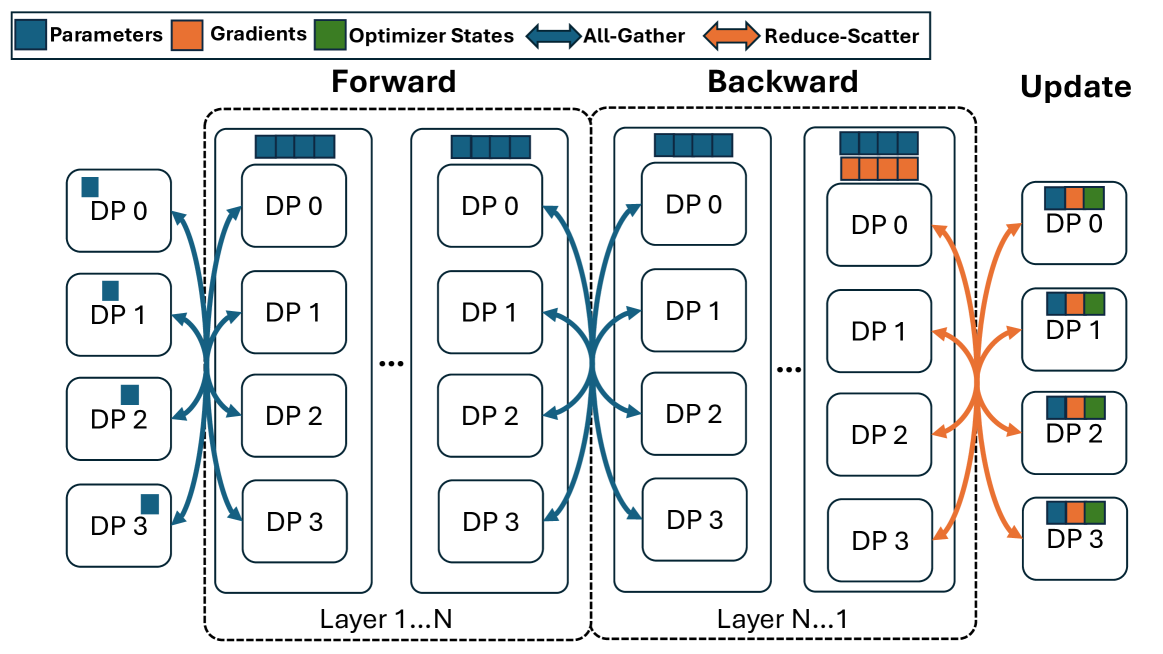 Parameters Gradients Optimizer States All-Gather Reduce-Scatter
Forward
Backward
Update
DP 0
DP 1
DP 2
DP 3
DP 0
DP 1
DP 2
DP 3
...
DP 0
DP 1
DP 2
DP 3
Layer 1...N
DP 0
DP 1
DP 2
DP 3
...
DP 0
DP 1
DP 2
DP 3
Layer N...1
DP 0
DP 1
DP 2
DP 3